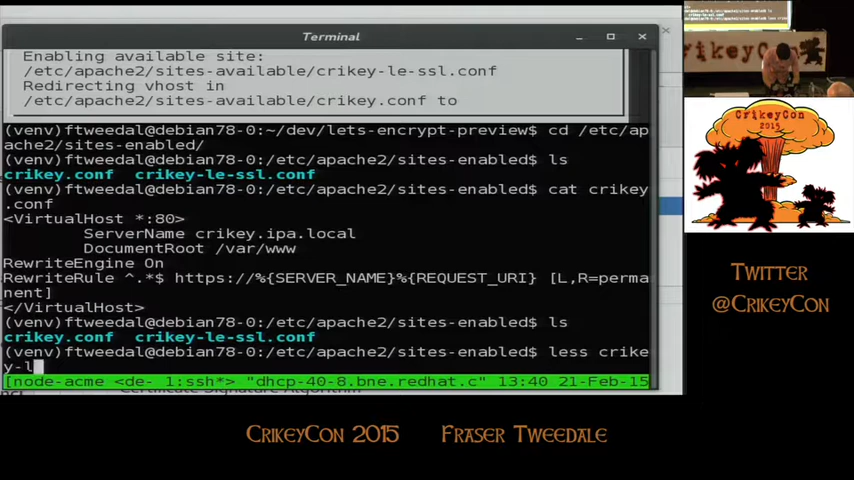 Terminal
Enabling available site:
/etc/apache2/sites-available/crikey-le-ssl.conf
Redirecting vhost in
/etc/apache2/sites-available/crikey.conf to
(venv)ftweedal@debian78-0:~/dev/lets-encrypt-preview$ cd /etc/ap
ache2/sites-enabled/
(venv)ftweedal@debian78-0:/etc/apache2/sites-enabled$ ls
crikey.conf  crikey-le-ssl.conf
(venv)ftweedal@debian78-0:/etc/apache2/sites-enabled$ cat crikey
.conf
<VirtualHost *:80>
ServerName crikey.ipa.local
DocumentRoot /var/www
RewriteEngine On
RewriteRule ^.*$ https://%{SERVER_NAME}%{REQUEST_URI} [L,R=perma
nent]
</VirtualHost>
(venv)ftweedal@debian78-0:/etc/apache2/sites-enabled$ ls
crikey.conf  crikey-le-ssl.conf
(venv)ftweedal@debian78-0:/etc/apache2/sites-enabled$ less crike
y-l
[node-acme <de- 1:ssh*> "dhcp-40-8.bne.redhat.c" 13:40 21-Feb-15
Certificate Signature Algorithm
CrikeyCon
CrikeyCon
2015
Twitter
@CrikeyCon
CrikeyCon 2015 Fraser Tweedale